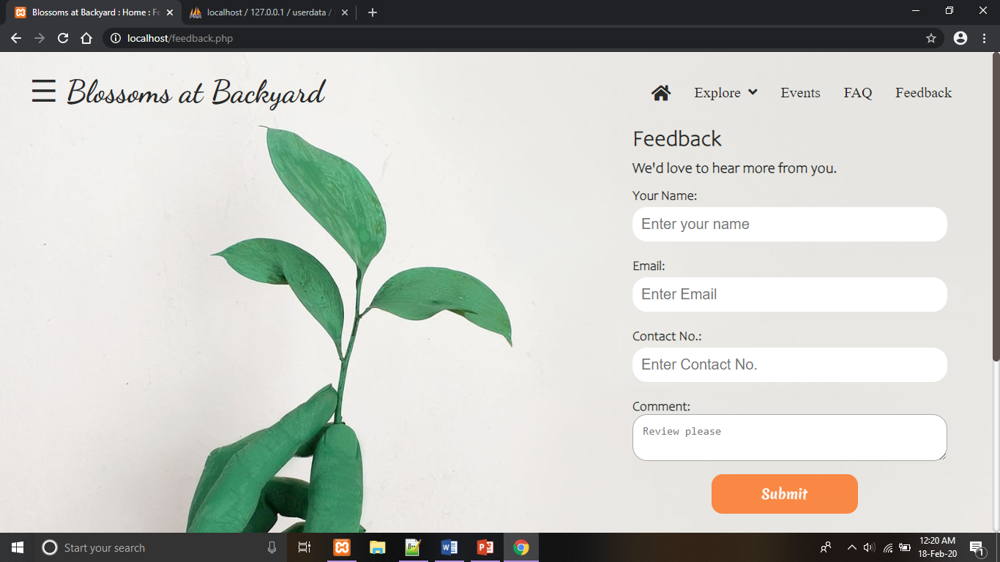 Blossoms at Backyard : Home : Fe
localhost / 127.0.0.1 / userdata /
localhost/feedback.php
Blossoms at Backyard
Explore
Events
FAQ
Feedback
Feedback
We'd love to hear more from you.
Your Name:
Enter your name
Email:
Enter Email
Contact No.:
Enter Contact No.
Comment:
Review please
Submit
Start your search
12:20 AM
18-Feb-20
1